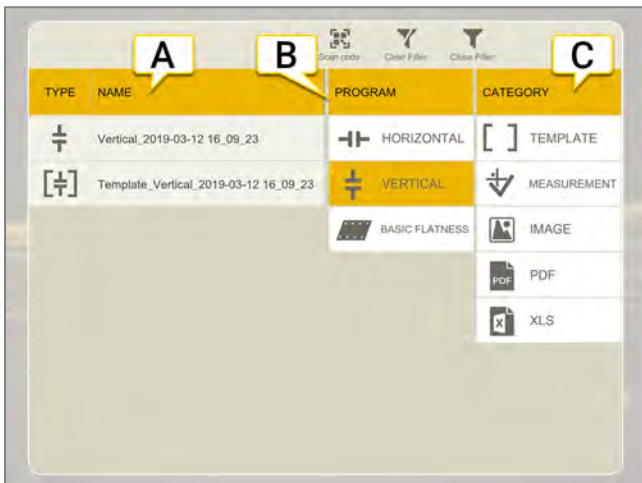 A
B
C
Scan code
Clear Filter
Close Filter
TYPE NAME PROGRAM CATEGORY
Vertical_2019-03-12 16_09_23 HORIZONTAL TEMPLATE
Template_Vertical_2019-03-12 16_09_23 VERTICAL MEASUREMENT
BASIC FLATNESS IMAGE
PDF PDF
X XLS